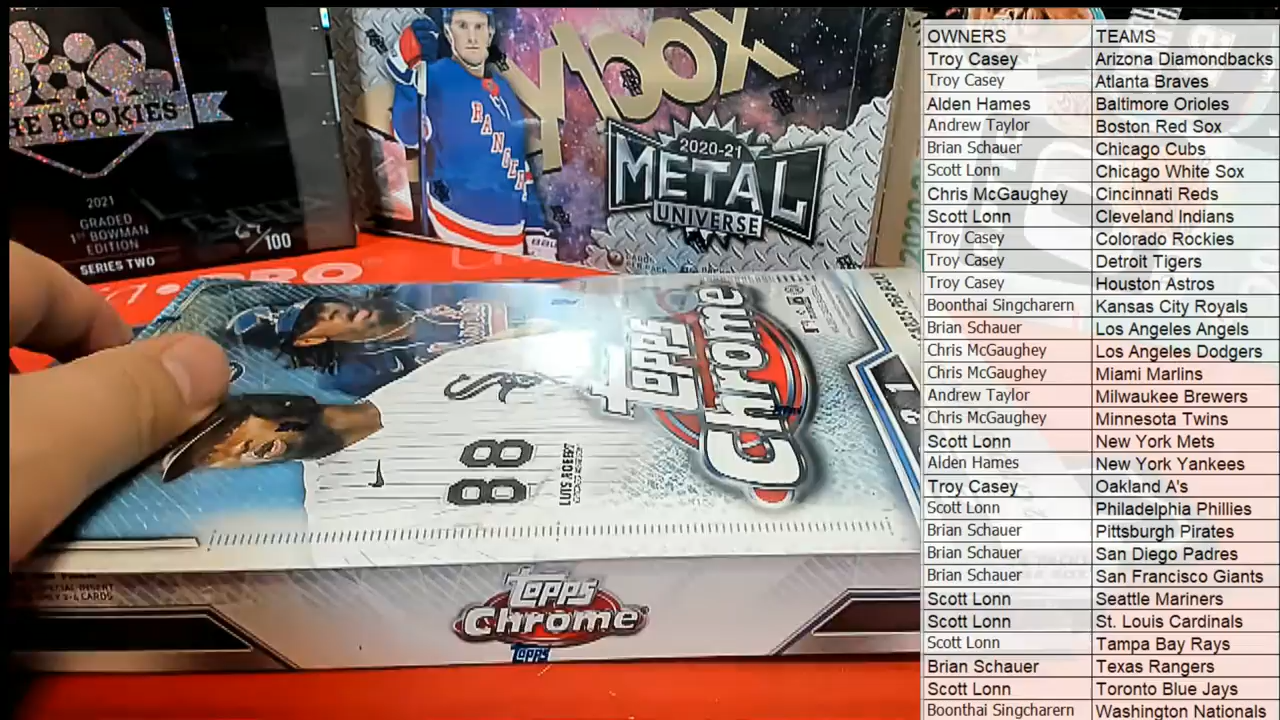 THE ROOKIES
2021
GRADED
1ST BOWMAN
EDITION
SERIES TWO
/100
RANGERS
Y100X
2020-21
METAL
UNIVERSE
PRO
Topps
Chrome
88
LUIS ROBERT
Topps
Chrome
TOPPS
OWNERS TEAMS
Troy Casey Arizona Diamondbacks
Troy Casey Atlanta Braves
Alden Hames Baltimore Orioles
Andrew Taylor Boston Red Sox
Brian Schauer Chicago Cubs
Scott Lonn Chicago White Sox
Chris McGaughey Cincinnati Reds
Scott Lonn Cleveland Indians
Troy Casey Colorado Rockies
Troy Casey Detroit Tigers
Troy Casey Houston Astros
Boonthai Singcharern Kansas City Royals
Brian Schauer Los Angeles Angels
Chris McGaughey Los Angeles Dodgers
Chris McGaughey Miami Marlins
Andrew Taylor Milwaukee Brewers
Chris McGaughey Minnesota Twins
Scott Lonn New York Mets
Alden Hames New York Yankees
Troy Casey Oakland A's
Scott Lonn Philadelphia Phillies
Brian Schauer Pittsburgh Pirates
Brian Schauer San Diego Padres
Brian Schauer San Francisco Giants
Scott Lonn Seattle Mariners
Scott Lonn St. Louis Cardinals
Scott Lonn Tampa Bay Rays
Brian Schauer Texas Rangers
Scott Lonn Toronto Blue Jays
Boonthai Singcharern Washington Nationals